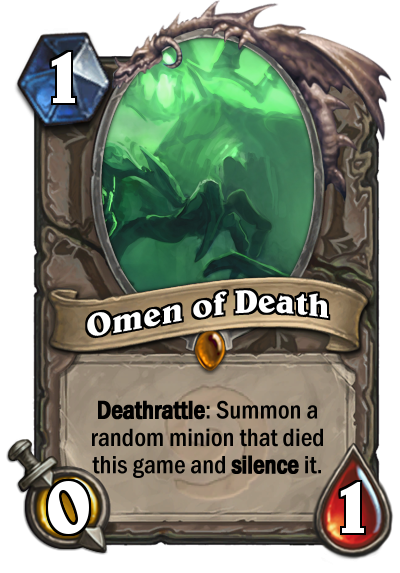 1
Omen of Death
Deathrattle: Summon a
random minion that died
this game and silence it.
0
1